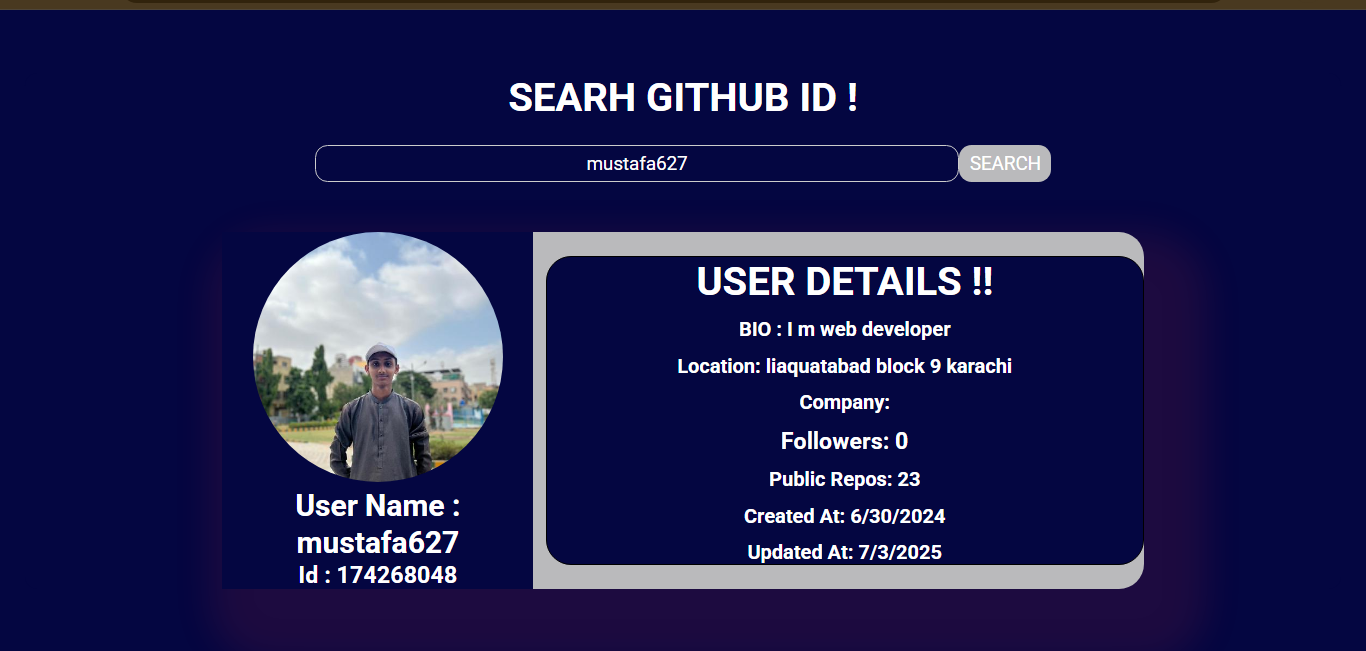 SEARH GITHUB ID !
mustafa627
SEARCH
User Name :
mustafa627
Id : 174268048
USER DETAILS !!
BIO : I m web developer
Location: liaquatabad block 9 karachi
Company:
Followers: 0
Public Repos: 23
Created At: 6/30/2024
Updated At: 7/3/2025